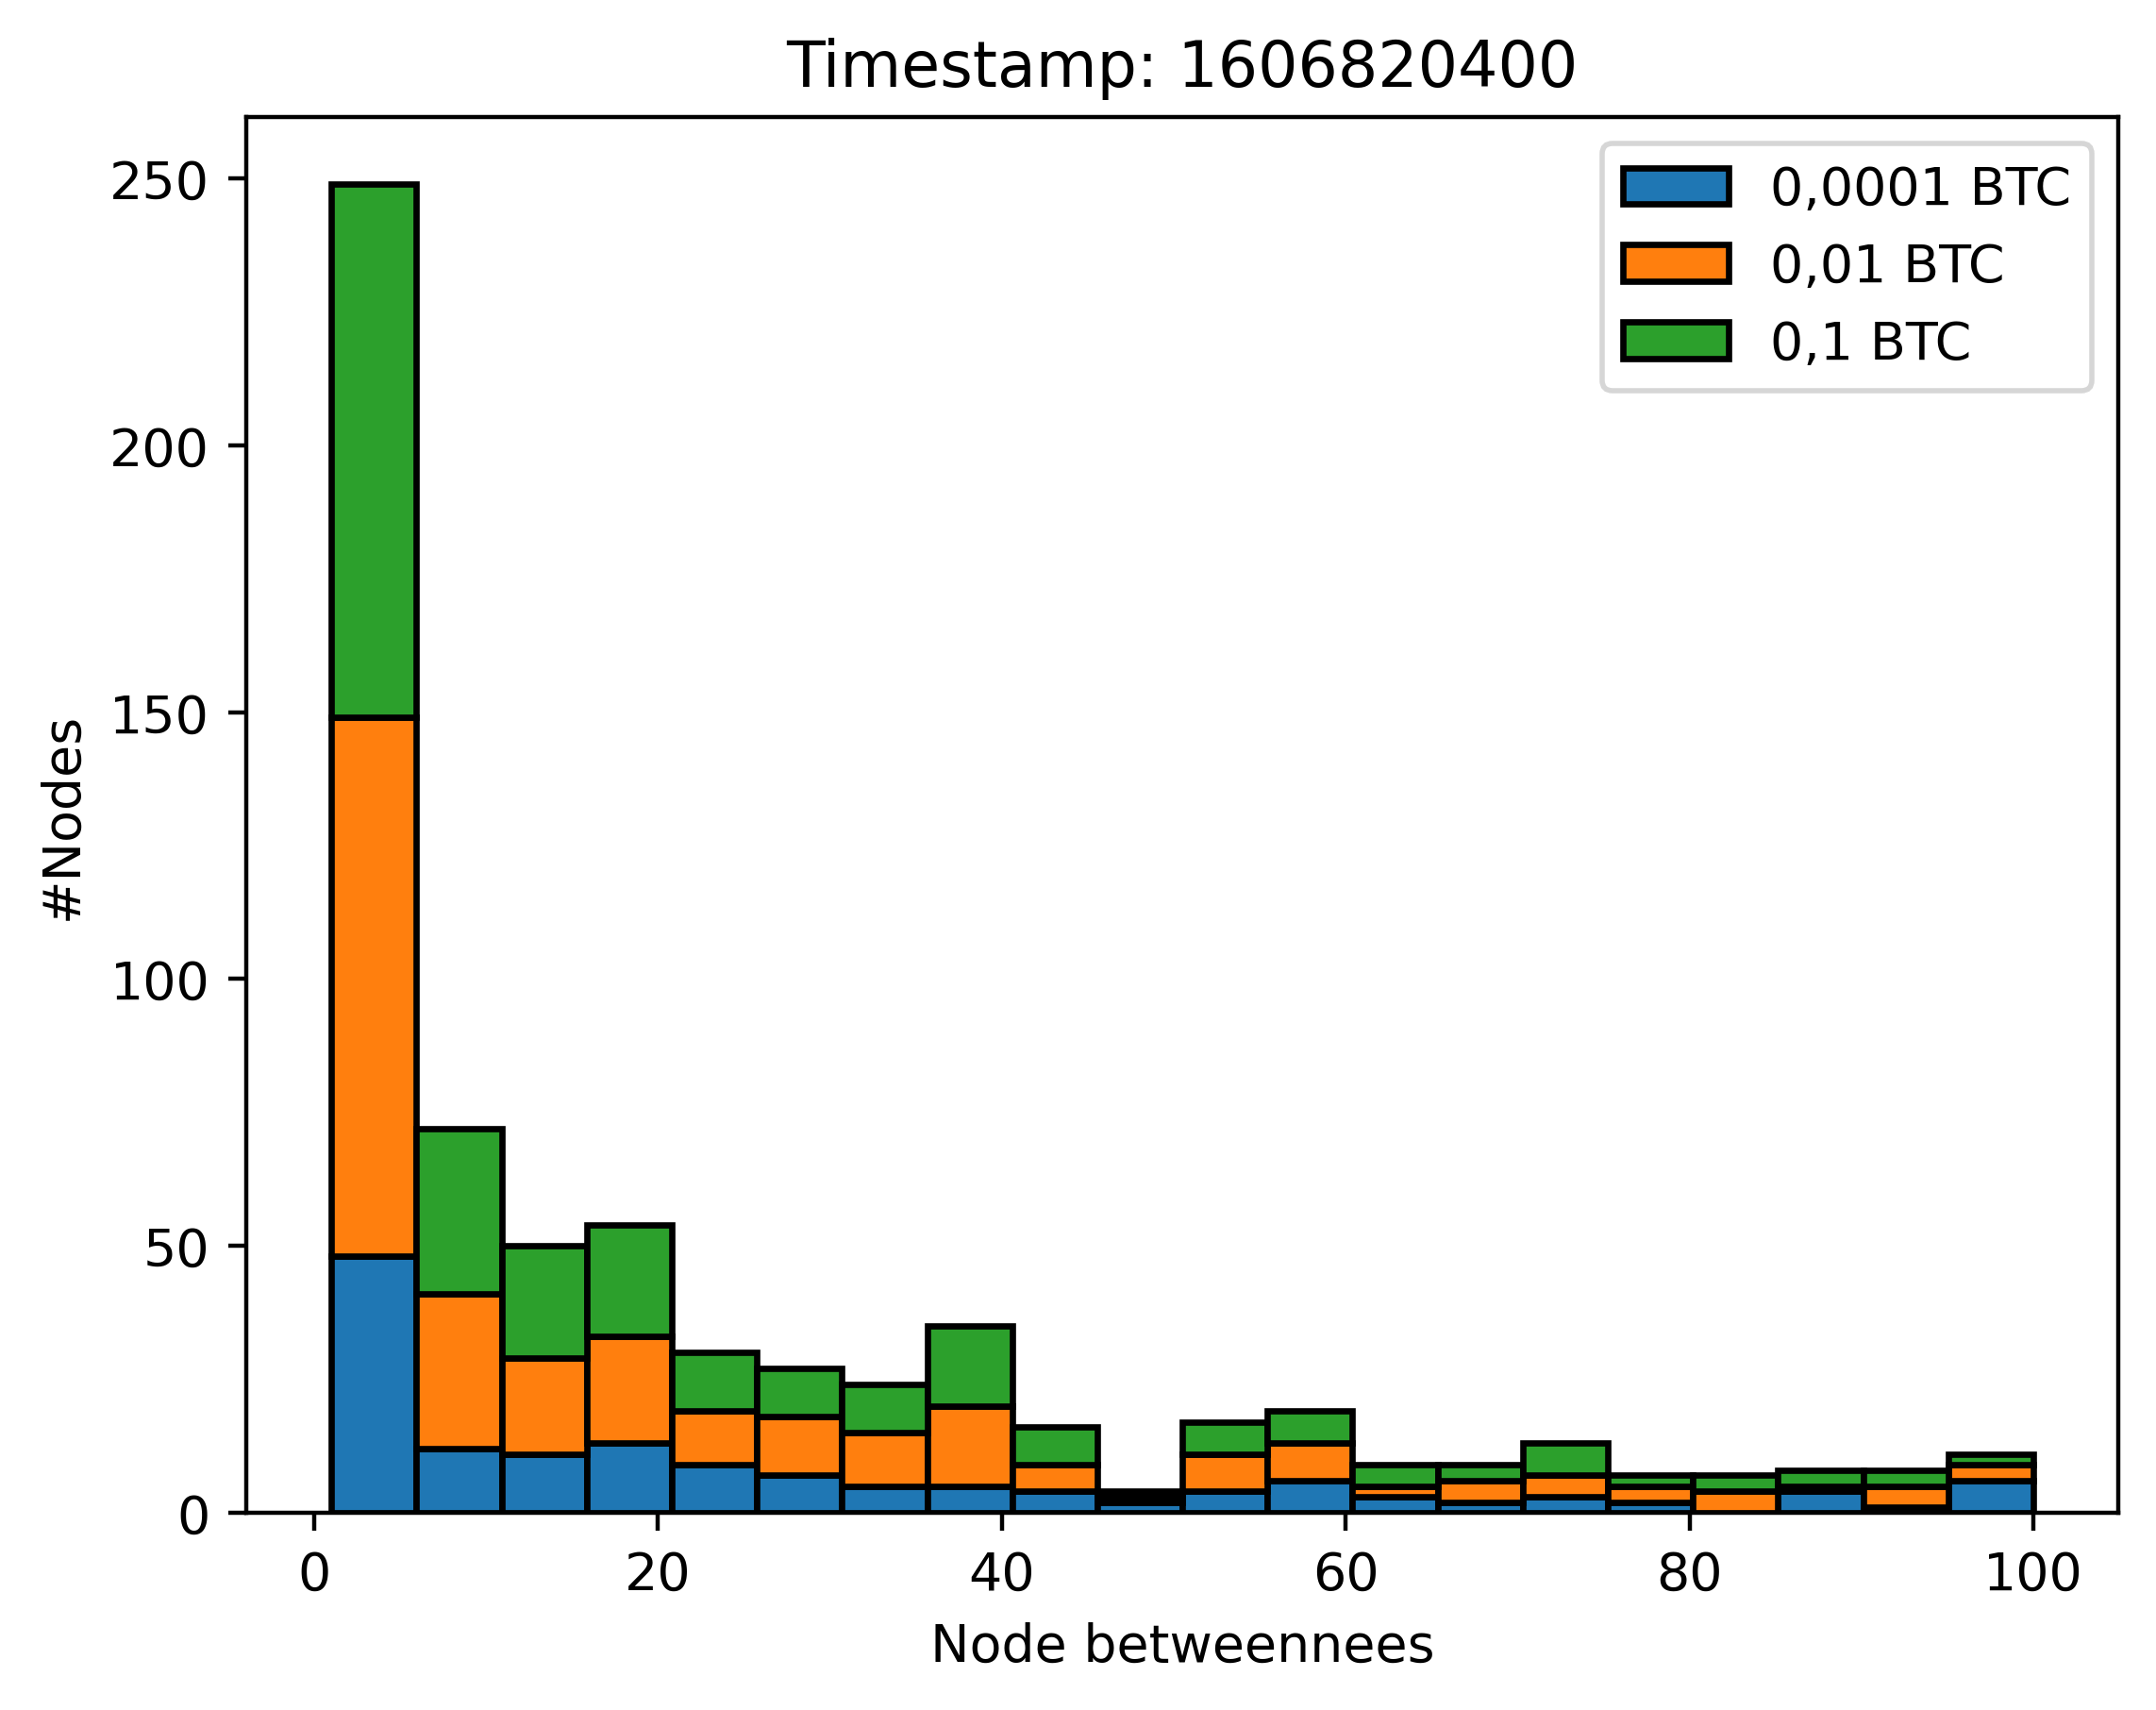 Timestamp: 1606820400
0,0001 BTC
0,01 BTC
0,1 BTC
250
200
150
100
50
0
#Nodes
0 20 40 60 80 100
Node betweennees